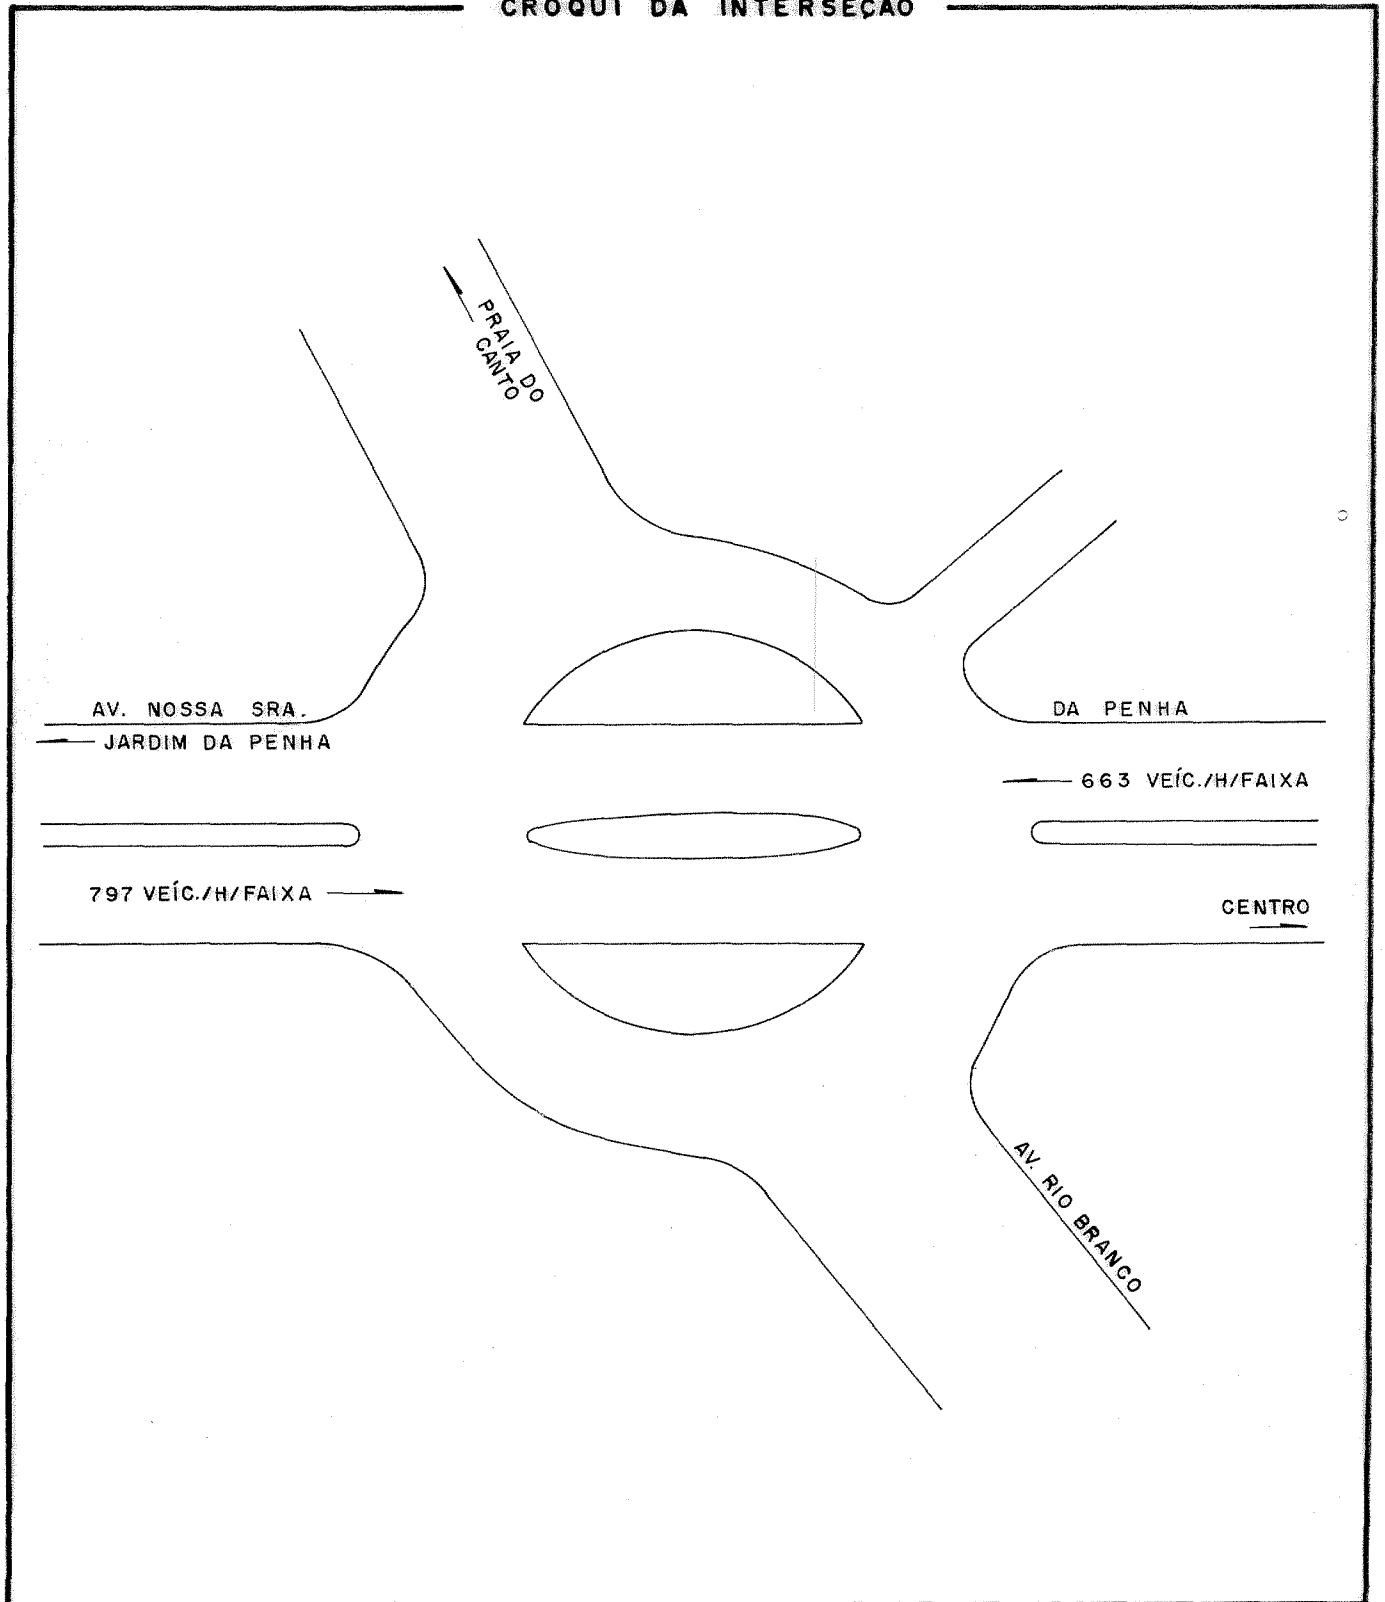 CROQUI DA INTERSEÇÃO
PRAIA DO
CANTO
AV. NOSSA SRA.
DA PENHA
JARDIM DA PENHA
663 VEÍC./H/FAIXA
797 VEÍC./H/FAIXA
CENTRO
AV. RIO BRANCO